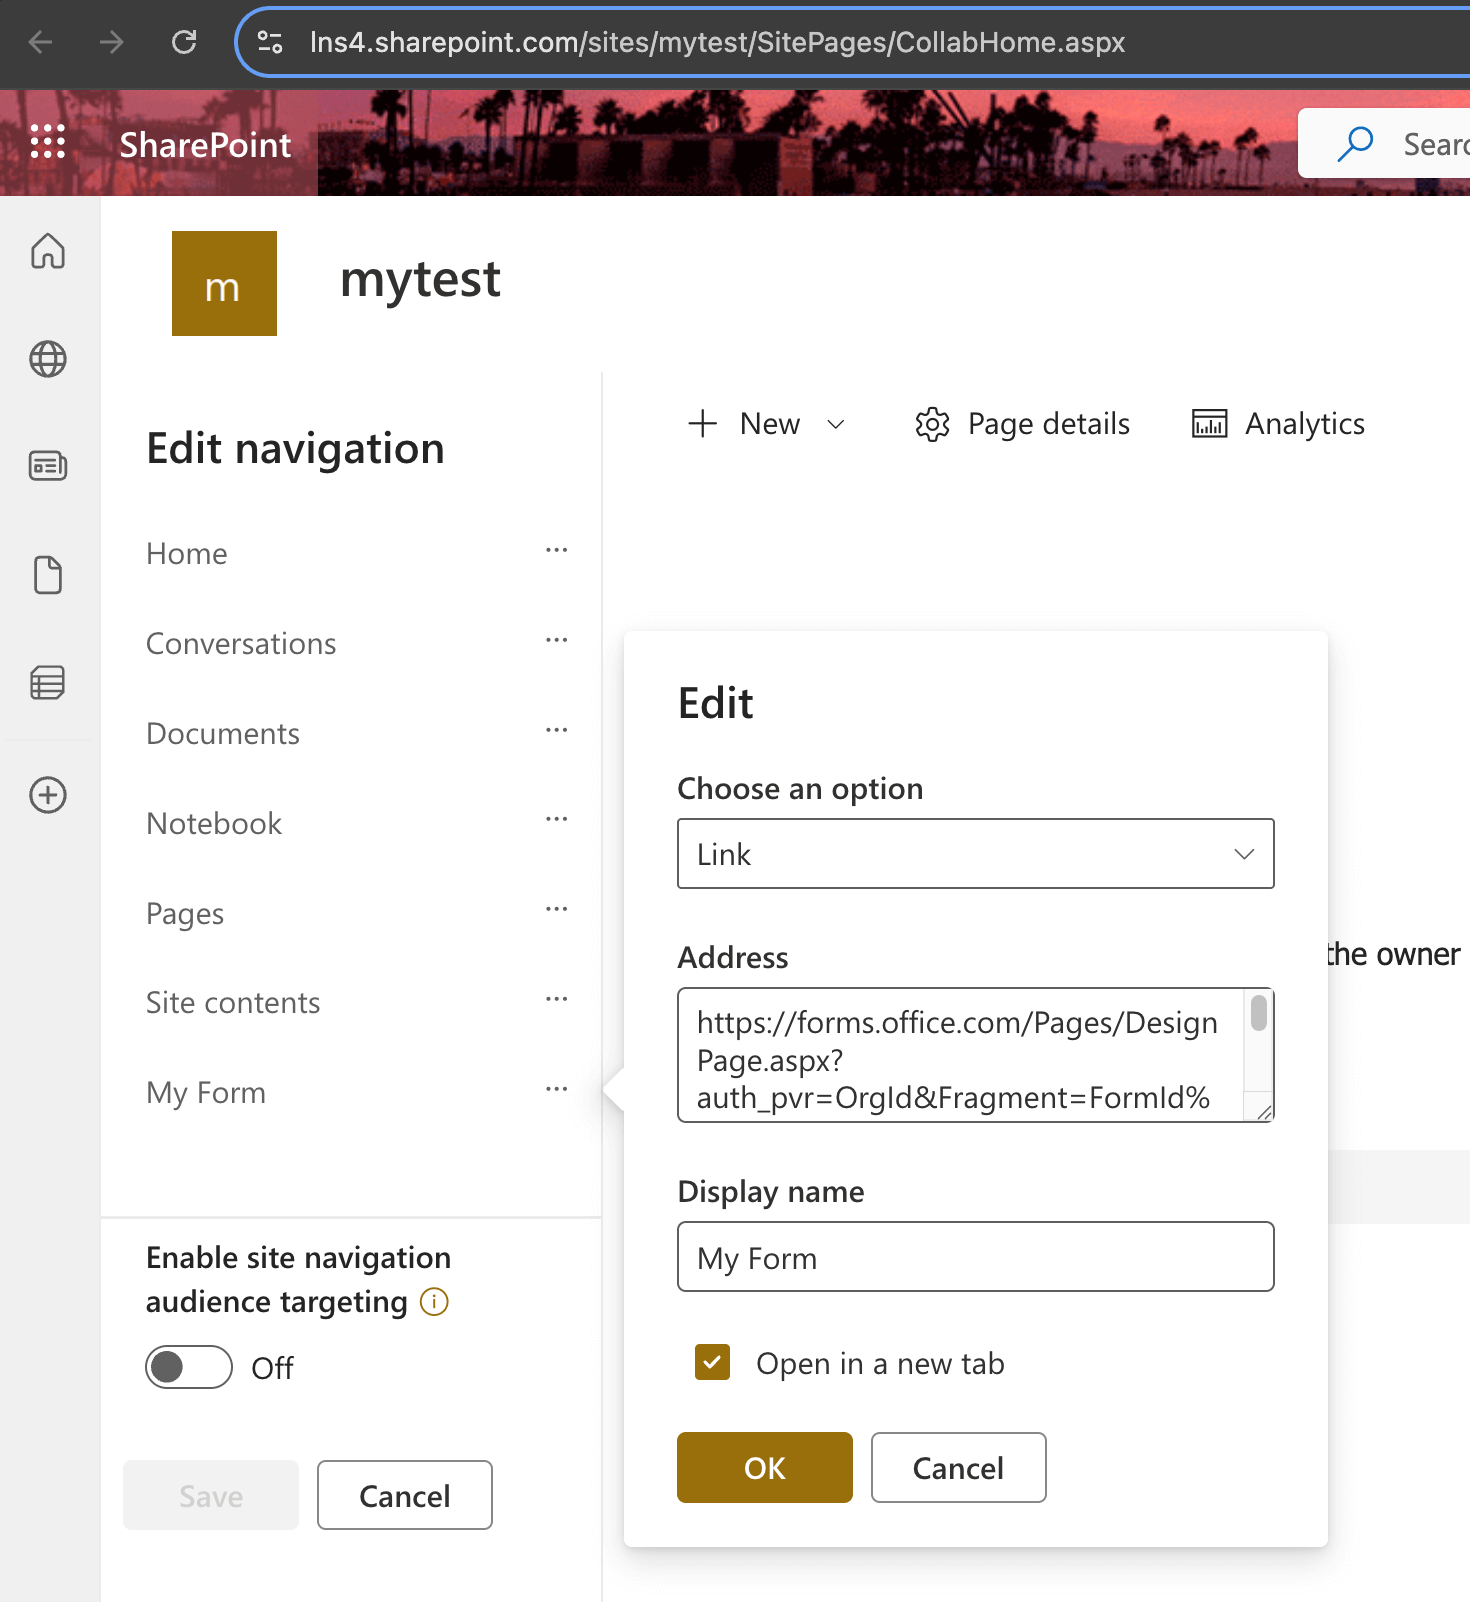 lns4.sharepoint.com/sites/mytest/SitePages/CollabHome.aspx
SharePoint
m
mytest
Edit navigation
New
Page details
Analytics
Home
Conversations
Documents
Notebook
Pages
Site contents
My Form
Edit
Choose an option
Link
Address
https://forms.office.com/Pages/Design
Page.aspx?
auth_pvr=OrgId&Fragment=FormId%
the owner
Display name
My Form
Open in a new tab
OK
Cancel
Enable site navigation
audience targeting
Off
Save
Cancel